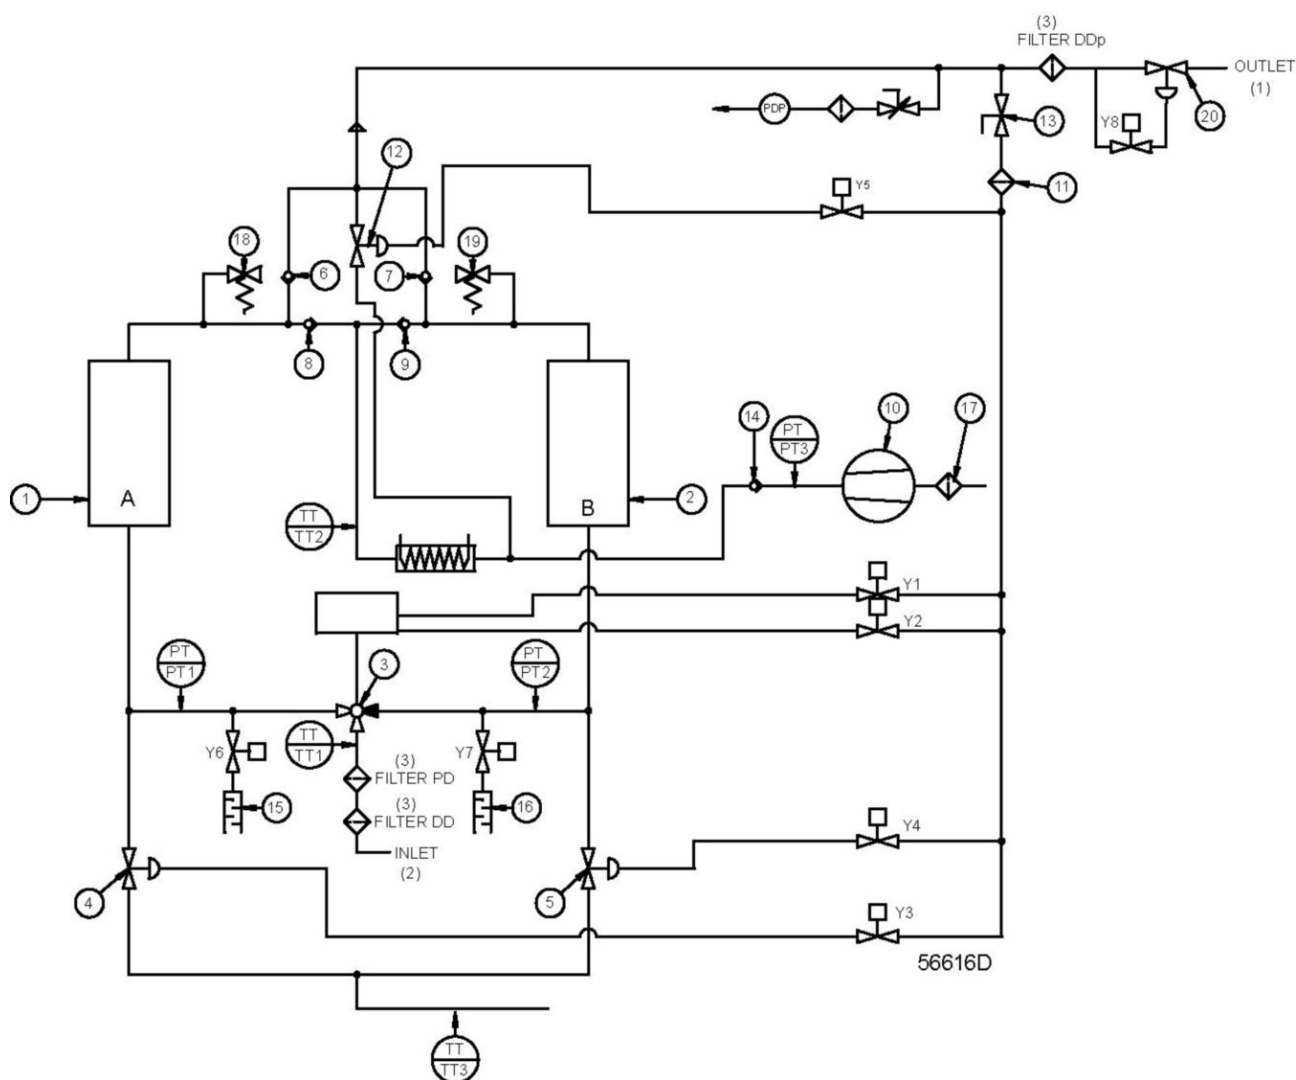 (3)
FILTER DDp
OUTLET
(1)
20
PDP
13
Y8
12
11
Y5
18
6
7
19
8
9
14
PT
PT3
10
17
1
A
B
2
TT
TT2
Y1
Y2
PT
PT1
3
PT
PT2
TT
TT1
Y6
Y7
(3)
FILTER PD
15
(3)
FILTER DD
16
INLET
(2)
Y4
4
5
Y3
56616D
TT
TT3